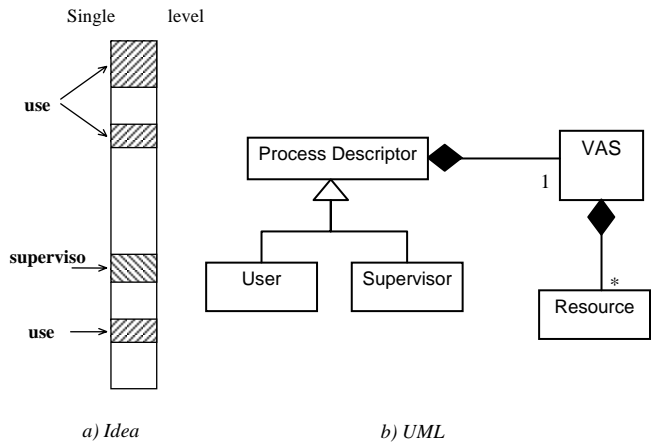 Single level
use
superviso
use
a) Idea
Process Descriptor
VAS
1
User
Supervisor
*
Resource
b) UML